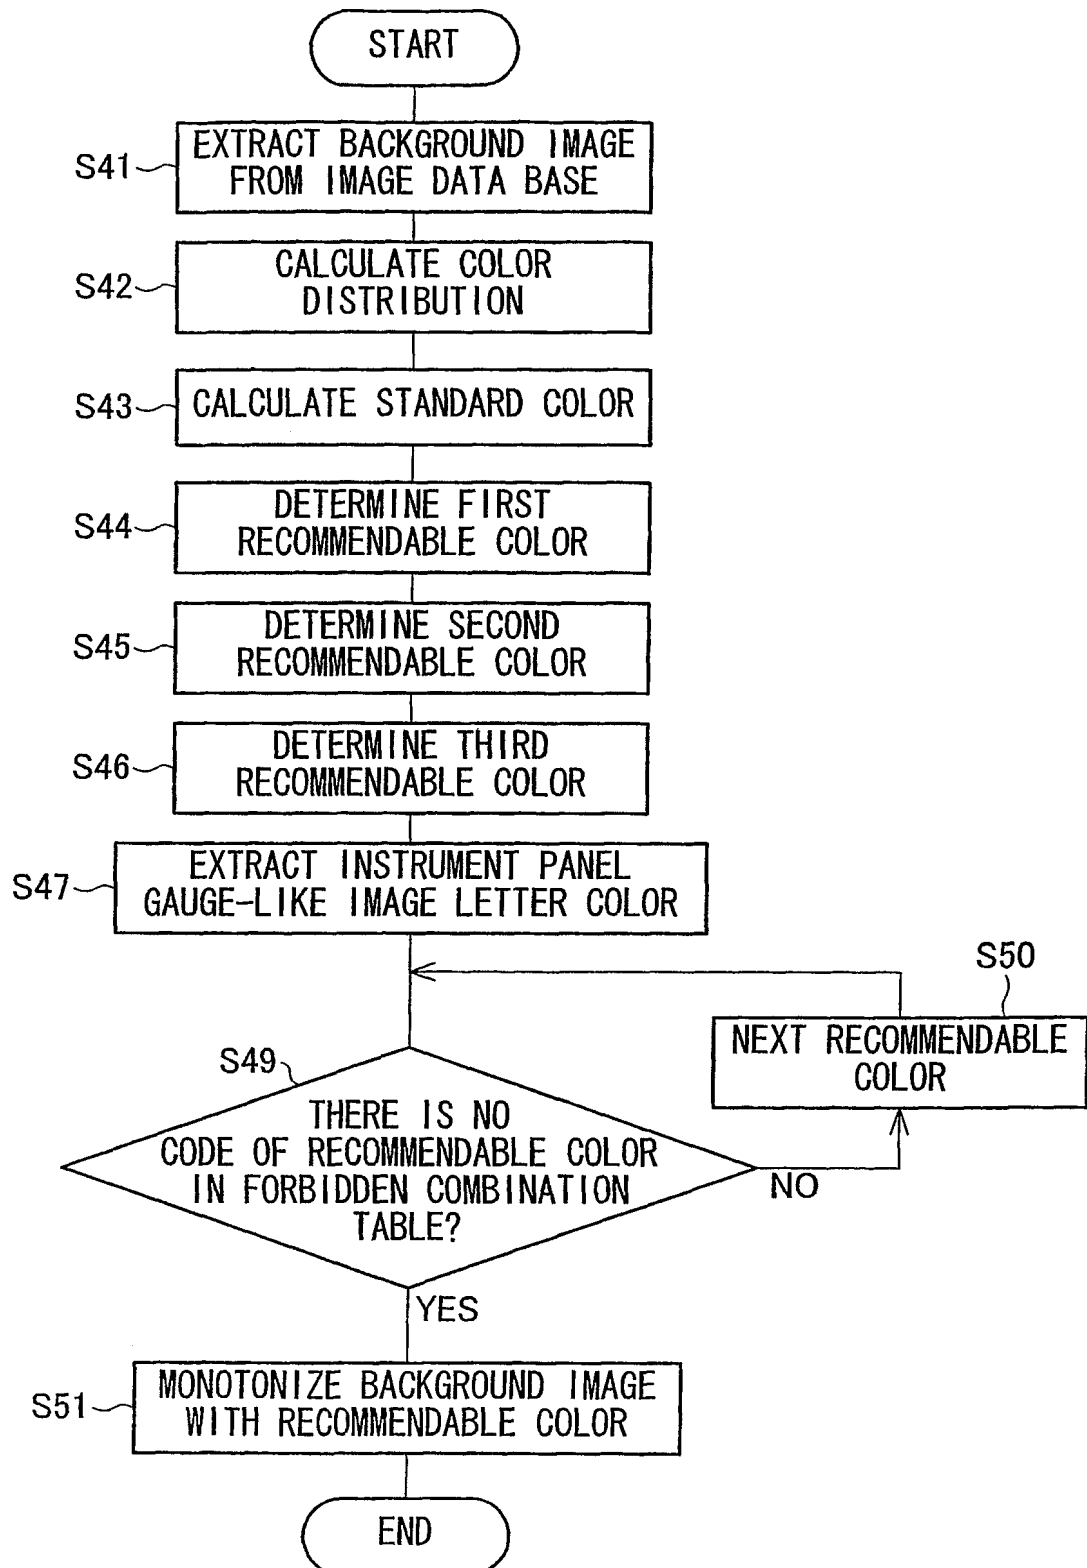 START
S41
EXTRACT BACKGROUND IMAGE
FROM IMAGE DATA BASE
S42
CALCULATE COLOR
DISTRIBUTION
S43
CALCULATE STANDARD COLOR
S44
DETERMINE FIRST
RECOMMENDABLE COLOR
S45
DETERMINE SECOND
RECOMMENDABLE COLOR
S46
DETERMINE THIRD
RECOMMENDABLE COLOR
S47
EXTRACT INSTRUMENT PANEL
GAUGE-LIKE IMAGE LETTER COLOR
S50
NEXT RECOMMENDABLE
COLOR
S49
THERE IS NO
CODE OF RECOMMENDABLE COLOR
IN FORBIDDEN COMBINATION
TABLE?
NO
YES
S51
MONOTONIZE BACKGROUND IMAGE
WITH RECOMMENDABLE COLOR
END